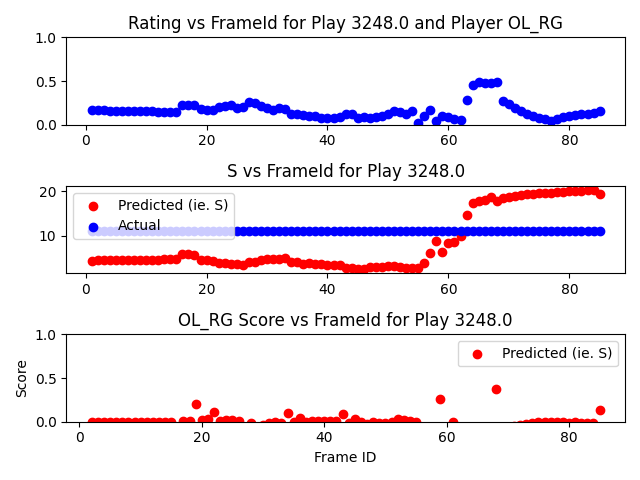 Rating vs FrameId for Play 3248.0 and Player OL_RG
1.0
0.5
0.0
0 20 40 60 80
S vs FrameId for Play 3248.0
20
10
Predicted (ie. S)
Actual
0 20 40 60 80
OL_RG Score vs FrameId for Play 3248.0
1.0
0.5
0.0
Score
Predicted (ie. S)
0 20 40 60 80
Frame ID